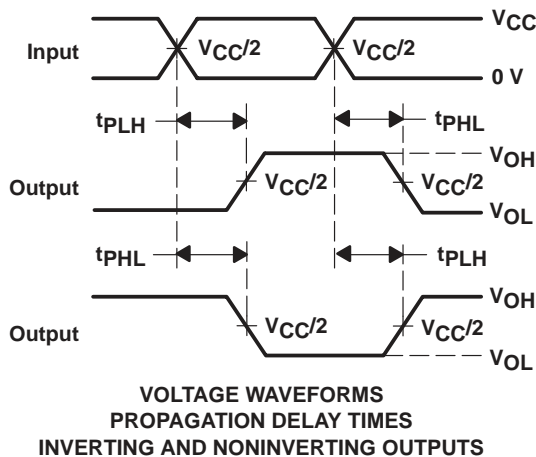 VCC
Input
VCC/2
VCC/2
0 V
tPLH
tPHL
VOH
Output
VCC/2
VCC/2
VOL
tPHL
tPLH
VOH
Output
VCC/2
VCC/2
VOL
VOLTAGE WAVEFORMS
PROPAGATION DELAY TIMES
INVERTING AND NONINVERTING OUTPUTS